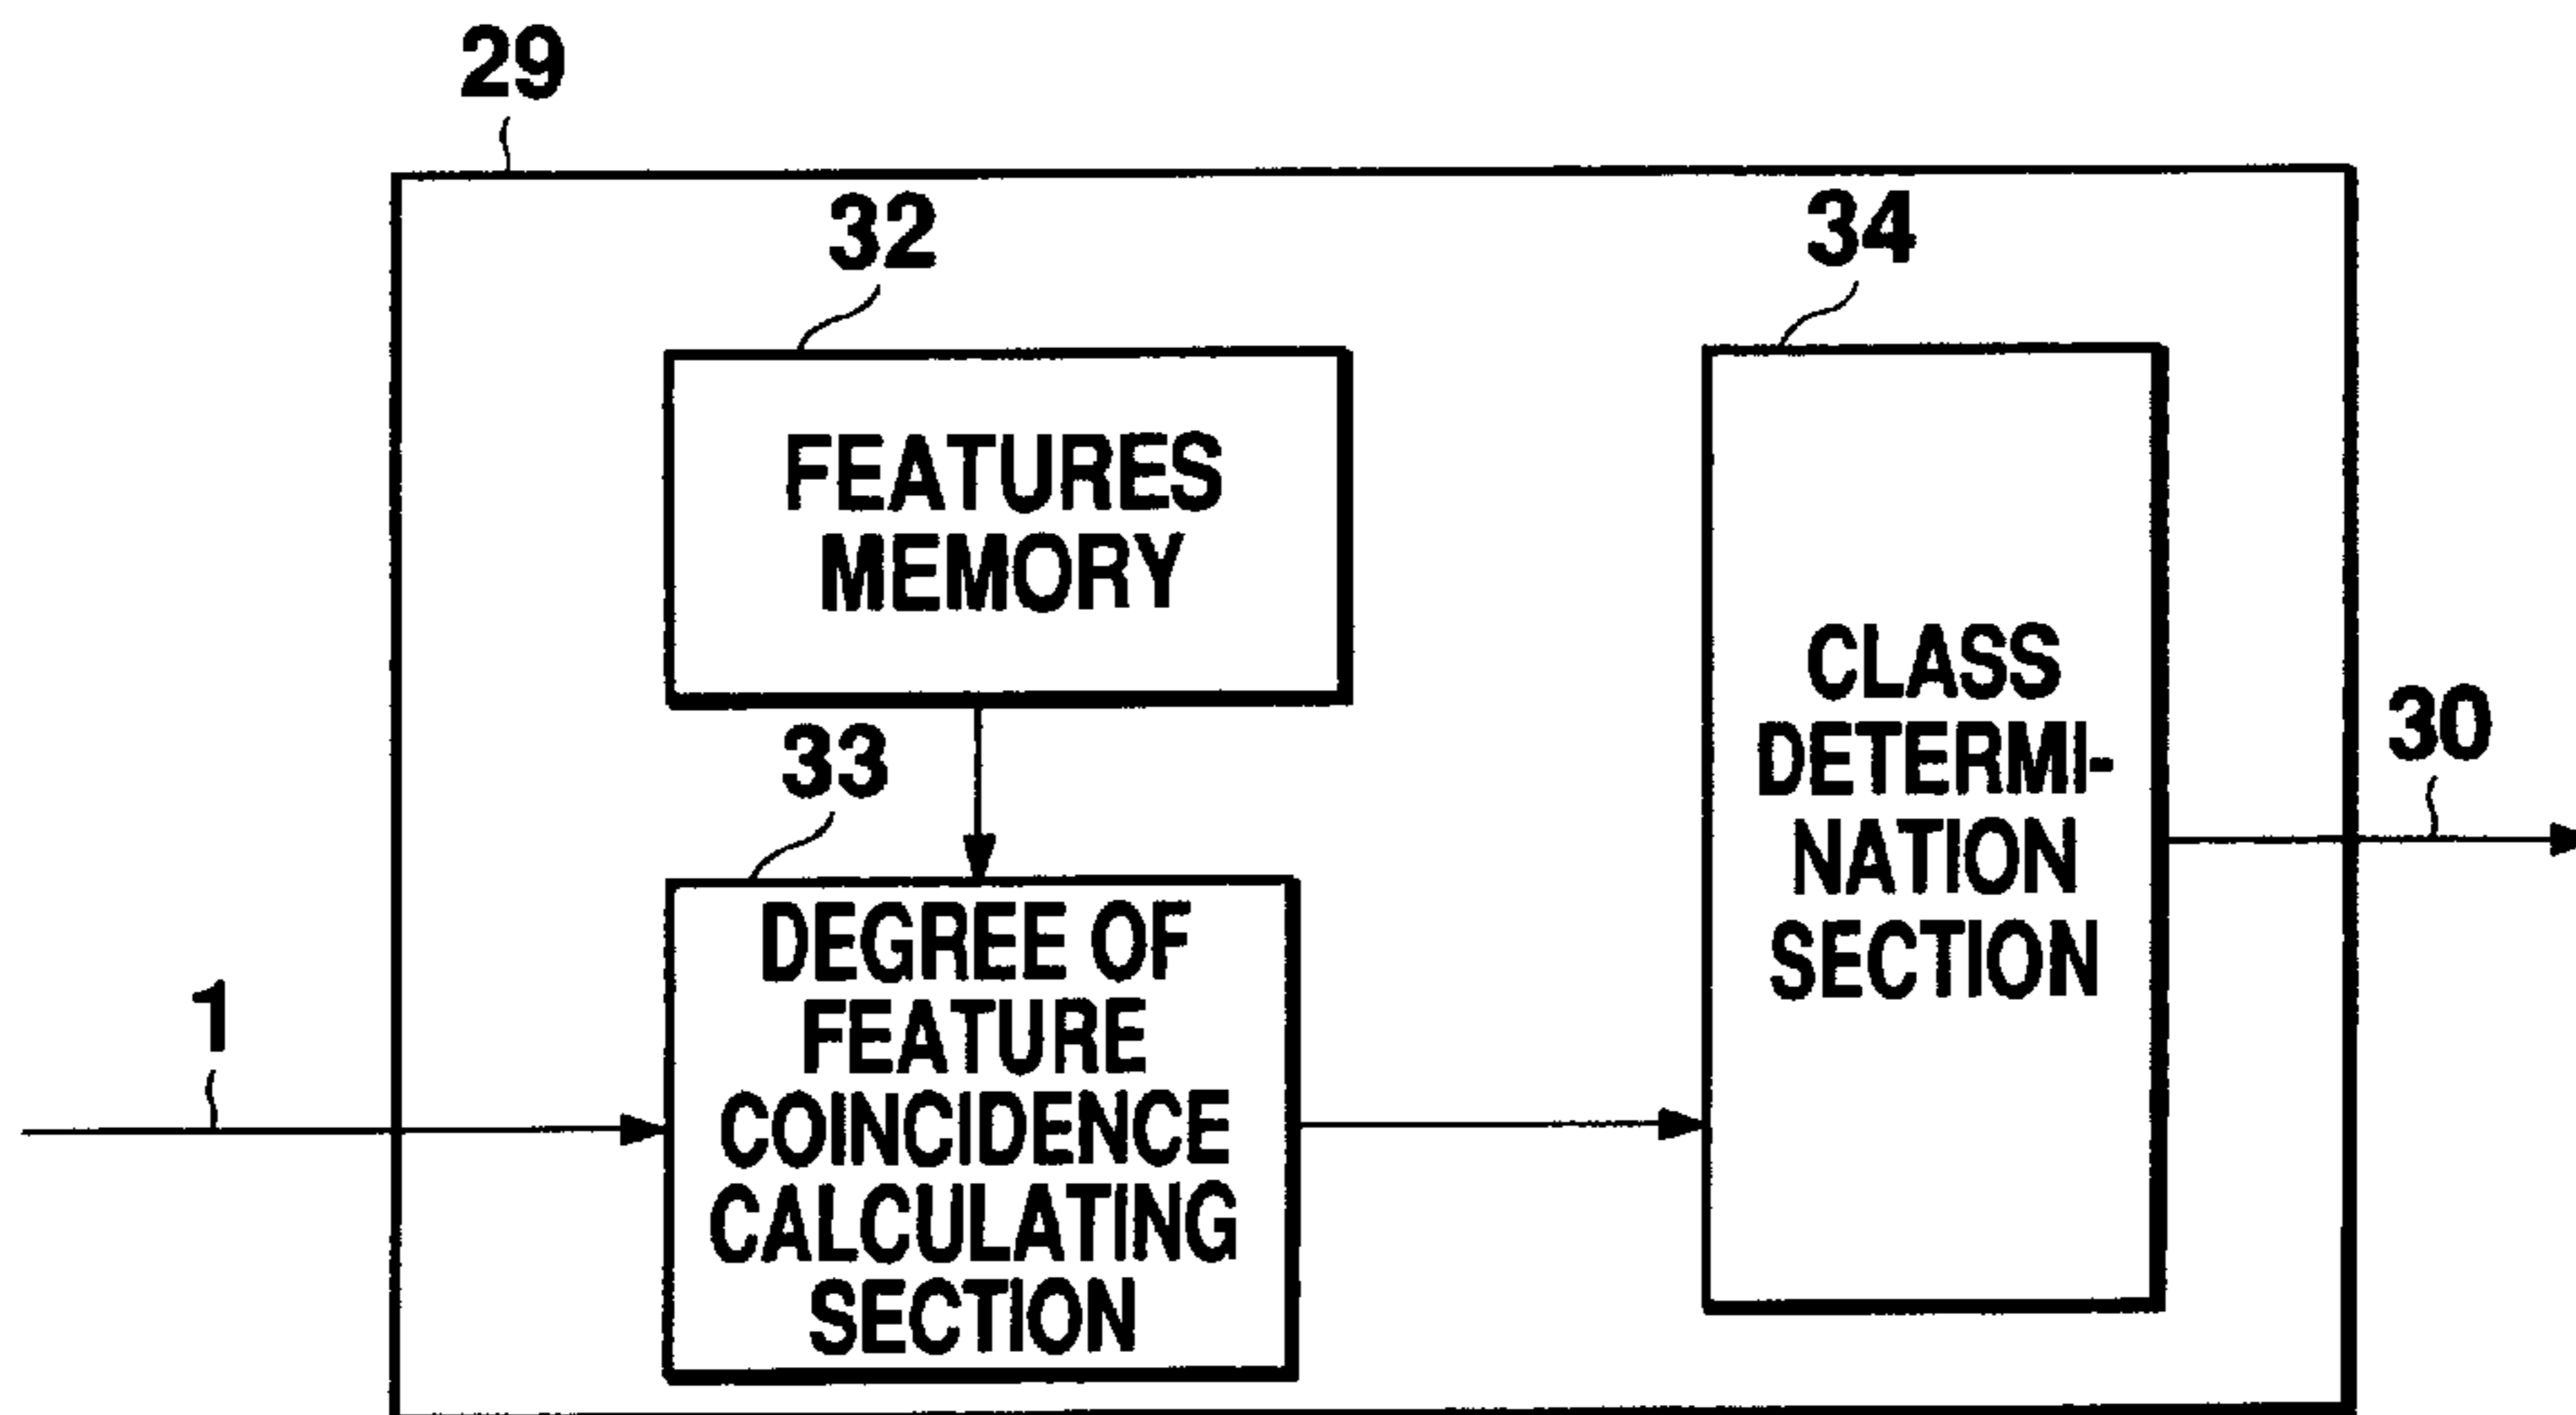 29
32
FEATURES
MEMORY
33
DEGREE OF
FEATURE
COINCIDENCE
CALCULATING
SECTION
34
CLASS
DETERMI-
NATION
SECTION
30
1